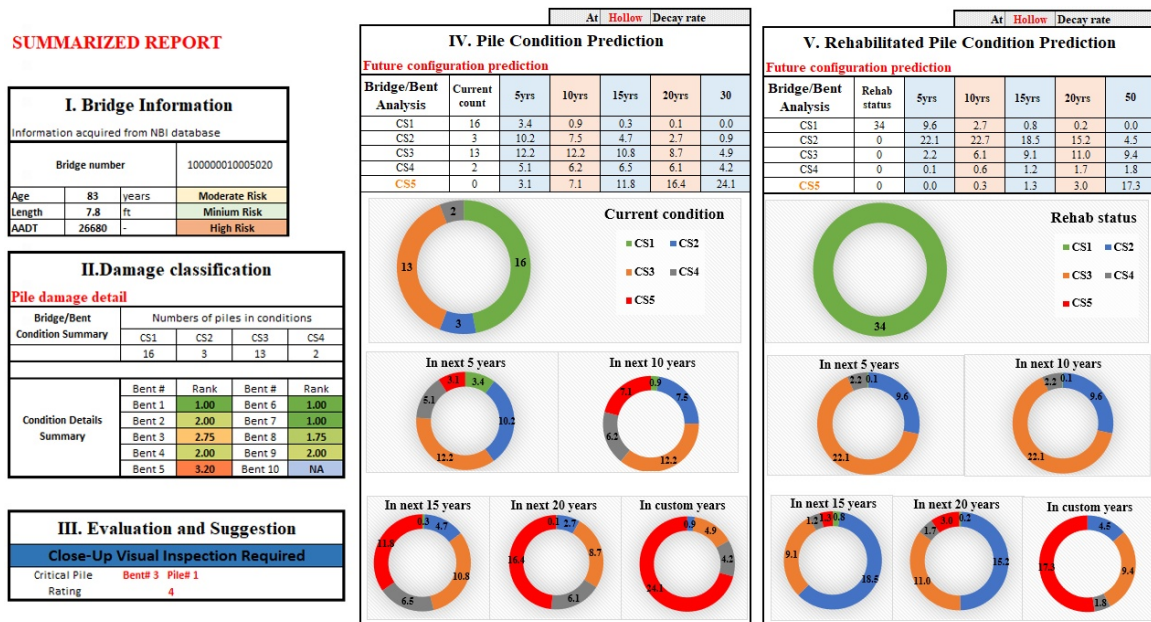 SUMMARIZED REPORT
I. Bridge Information
Information acquired from NBI database
Bridge number 100000010005020
Age 83 years Moderate Risk
Length 7.8 ft Minium Risk
AADT 26680 - High Risk
II.Damage classification
Pile damage detail
Bridge/Bent Condition Summary Numbers of piles in conditions
CS1 CS2 CS3 CS4
16 3 13 2
Condition Details Summary
Bent # Rank Bent # Rank
Bent 1 1.00 Bent 6 1.00
Bent 2 2.00 Bent 7 1.00
Bent 3 2.75 Bent 8 1.75
Bent 4 2.00 Bent 9 2.00
Bent 5 3.20 Bent 10 NA
III. Evaluation and Suggestion
Close-Up Visual Inspection Required
Critical Pile Bent# 3 Pile# 1
Rating 4
At Hollow Decay rate
IV. Pile Condition Prediction
Future configuration prediction
Bridge/Bent Analysis Current count 5yrs 10yrs 15yrs 20yrs 30
CS1 16 3.4 0.9 0.3 0.1 0.0
CS2 3 10.2 7.5 4.7 2.7 0.9
CS3 13 12.2 12.2 10.8 8.7 4.9
CS4 2 5.1 6.2 6.5 6.1 4.2
CS5 0 3.1 7.1 11.8 16.4 24.1
Current condition
2
13
16
3
CS1 CS2
CS3 CS4
CS5
In next 5 years
3.1 3.4
5.1
10.2
12.2
In next 10 years
0.9
7.1 7.5
6.2
12.2
In next 15 years
0.3
4.7
11.8
10.8
6.5
In next 20 years
0.1 2.7
8.7
16.4
6.1
In custom years
0.9
4.9
4.2
24.1
At Hollow Decay rate
V. Rehabilitated Pile Condition Prediction
Future configuration prediction
Bridge/Bent Analysis Rehab status 5yrs 10yrs 15yrs 20yrs 50
CS1 34 9.6 2.7 0.8 0.2 0.0
CS2 0 22.1 22.7 18.5 15.2 4.5
CS3 0 2.2 6.1 9.1 11.0 9.4
CS4 0 0.1 0.6 1.2 1.7 1.8
CS5 0 0.0 0.3 1.3 3.0 17.3
Rehab status
34
CS1 CS2
CS3 CS4
CS5
In next 5 years
2.2 0.1
9.6
22.1
In next 10 years
2.2 0.1
9.6
22.1
In next 15 years
1.2 1.3 0.8
9.1
18.5
In next 20 years
1.7 3.0 0.2
15.2
11.0
In custom years
4.5
17.3
9.4
1.8